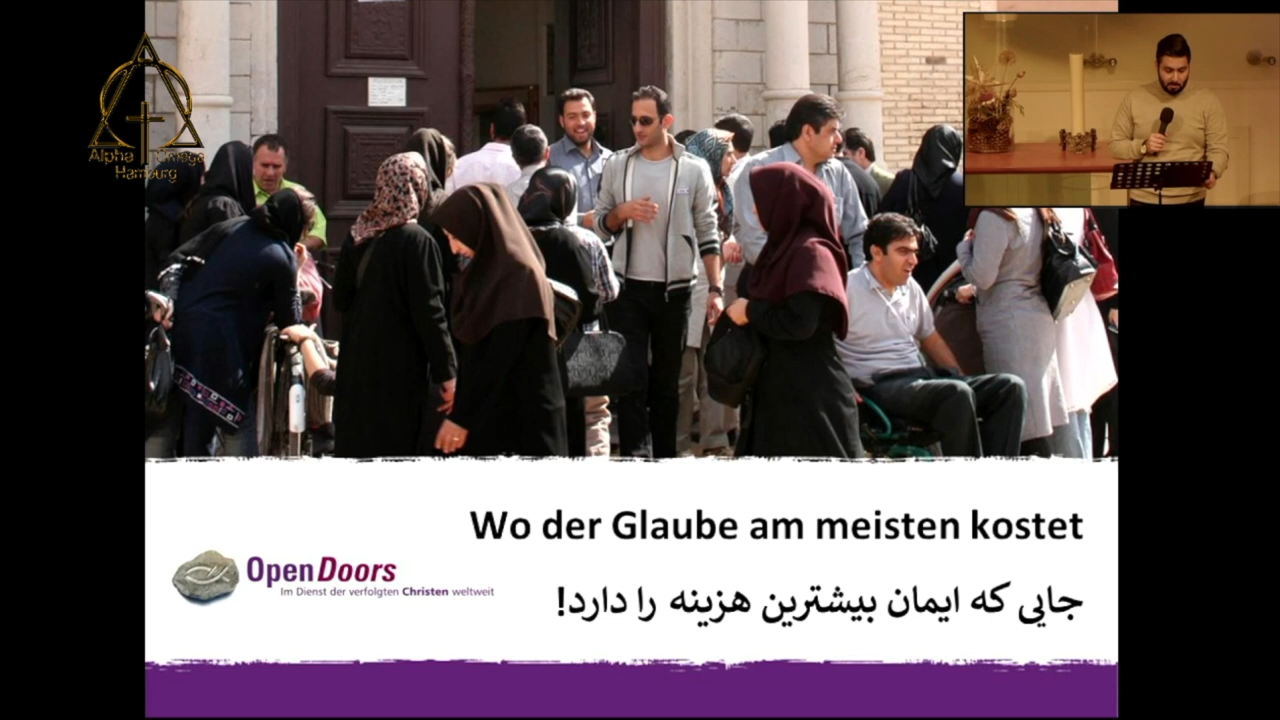 Alpha Omega
Hamburg
Wo der Glaube am meisten kostet
OpenDoors
Im Dienst der verfolgten Christen weltweit
جایی که ایمان بیشترین هزینه را دارد!